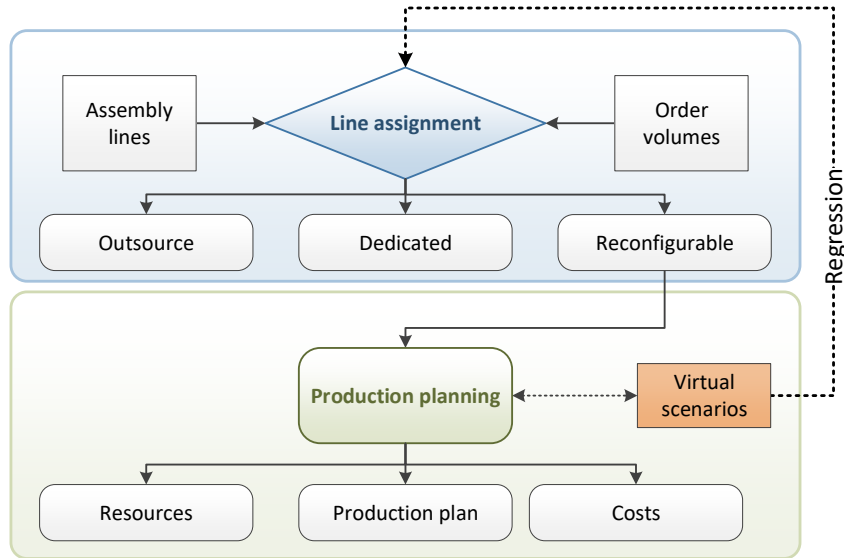 Assembly
lines
Line assignment
Order
volumes
Outsource
Dedicated
Reconfigurable
Regression
Production planning
Virtual
scenarios
Resources
Production plan
Costs